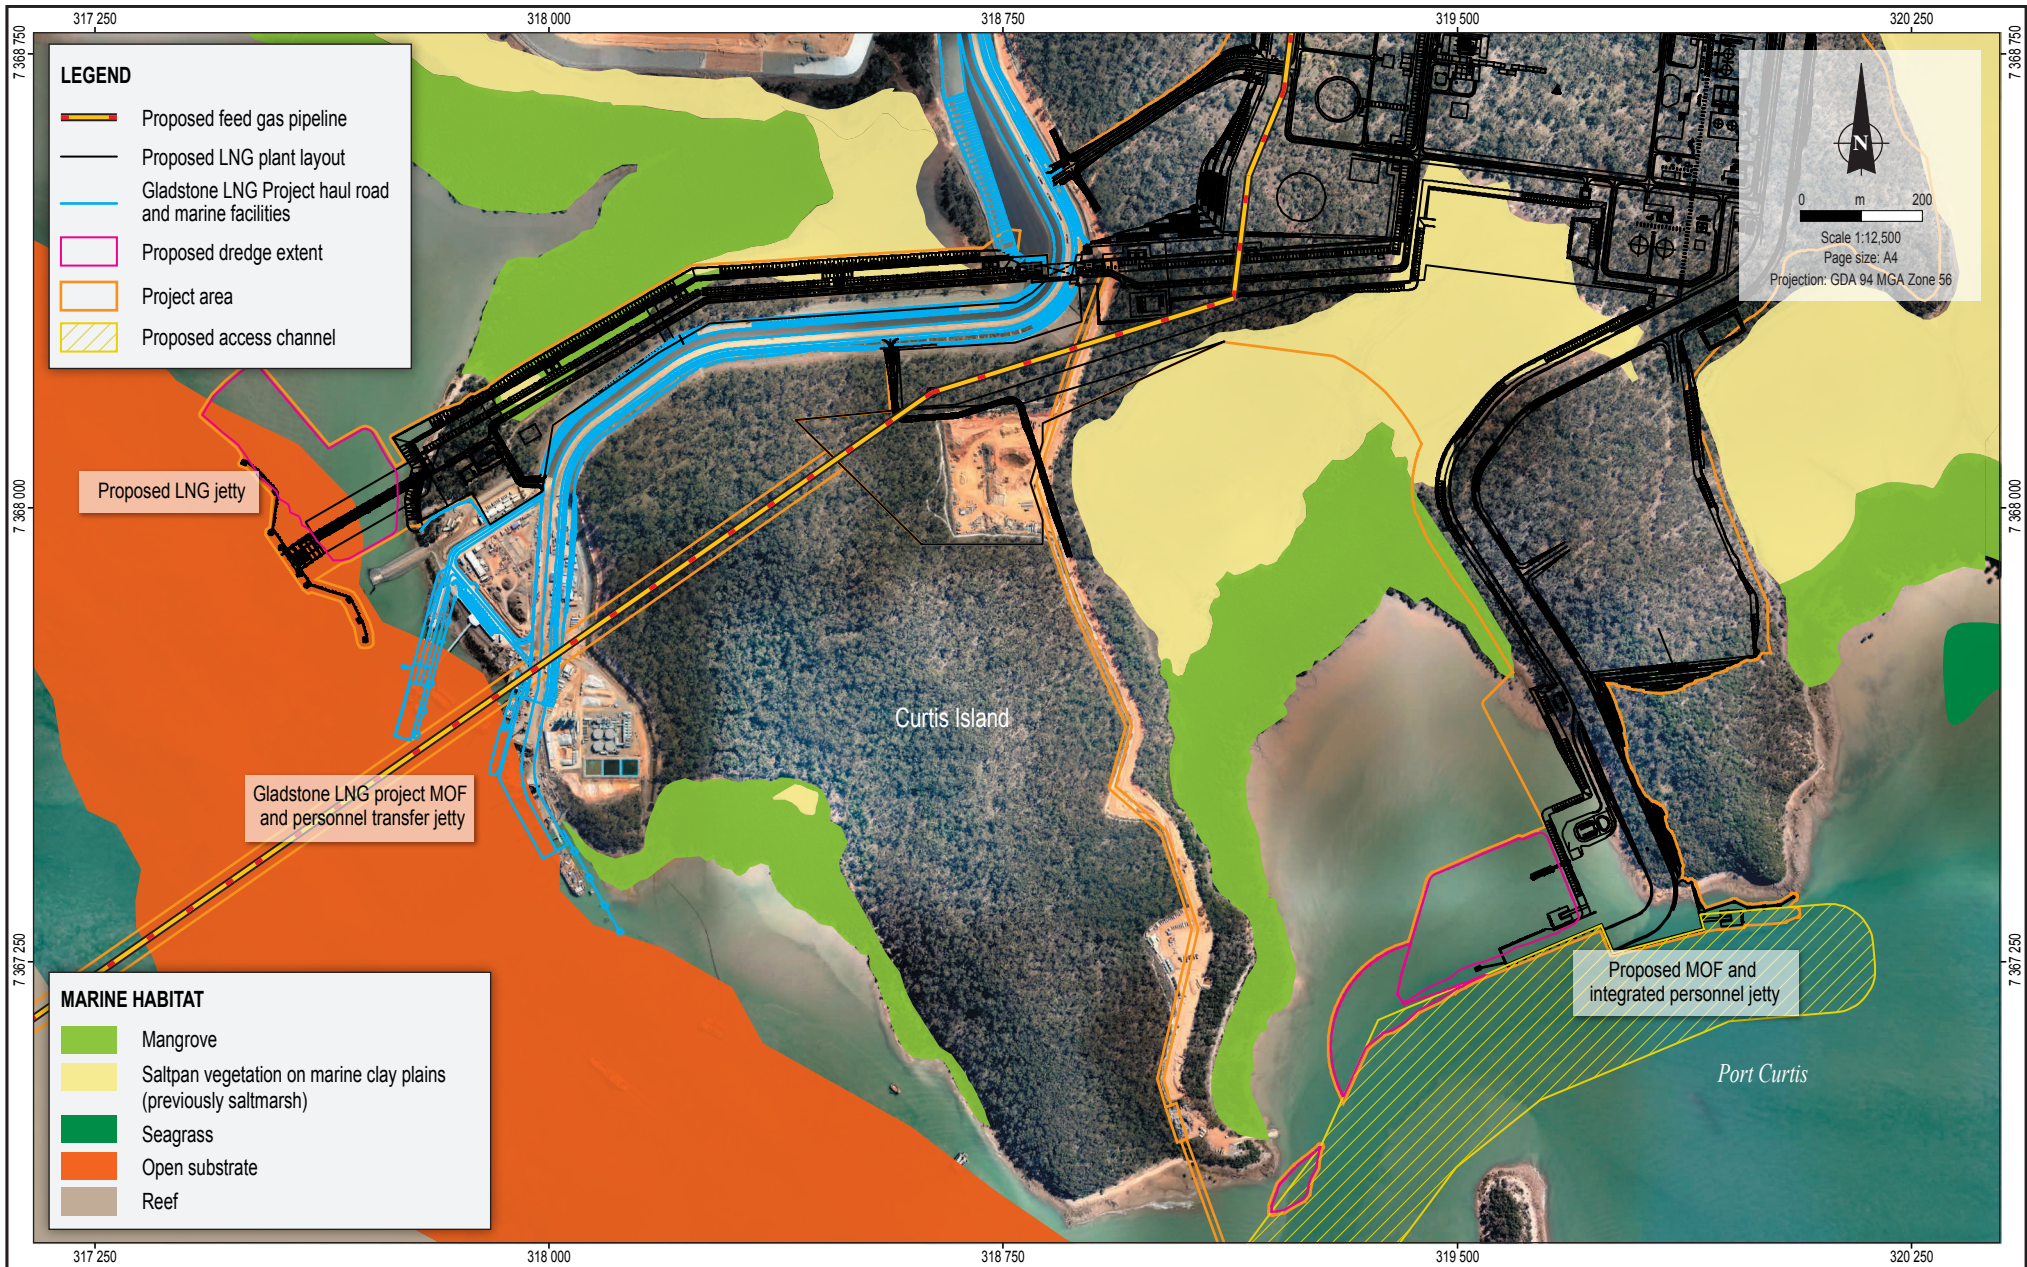 317 250
318 000
318 750
319 500
320 250
7 368 750
7 368 750
LEGEND
Proposed feed gas pipeline
Proposed LNG plant layout
Gladstone LNG Project haul road
and marine facilities
Proposed dredge extent
Project area
Proposed access channel
N
0 m 200
Scale 1:12,500
Page size: A4
Projection: GDA 94 MGA Zone 56
Proposed LNG jetty
7 368 000
7 368 000
Curtis Island
Gladstone LNG project MOF
and personnel transfer jetty
7 367 250
7 367 250
Proposed MOF and
integrated personnel jetty
Port Curtis
MARINE HABITAT
Mangrove
Saltpan vegetation on marine clay plains
(previously saltmarsh)
Seagrass
Open substrate
Reef
317 250
318 000
318 750
319 500
320 250